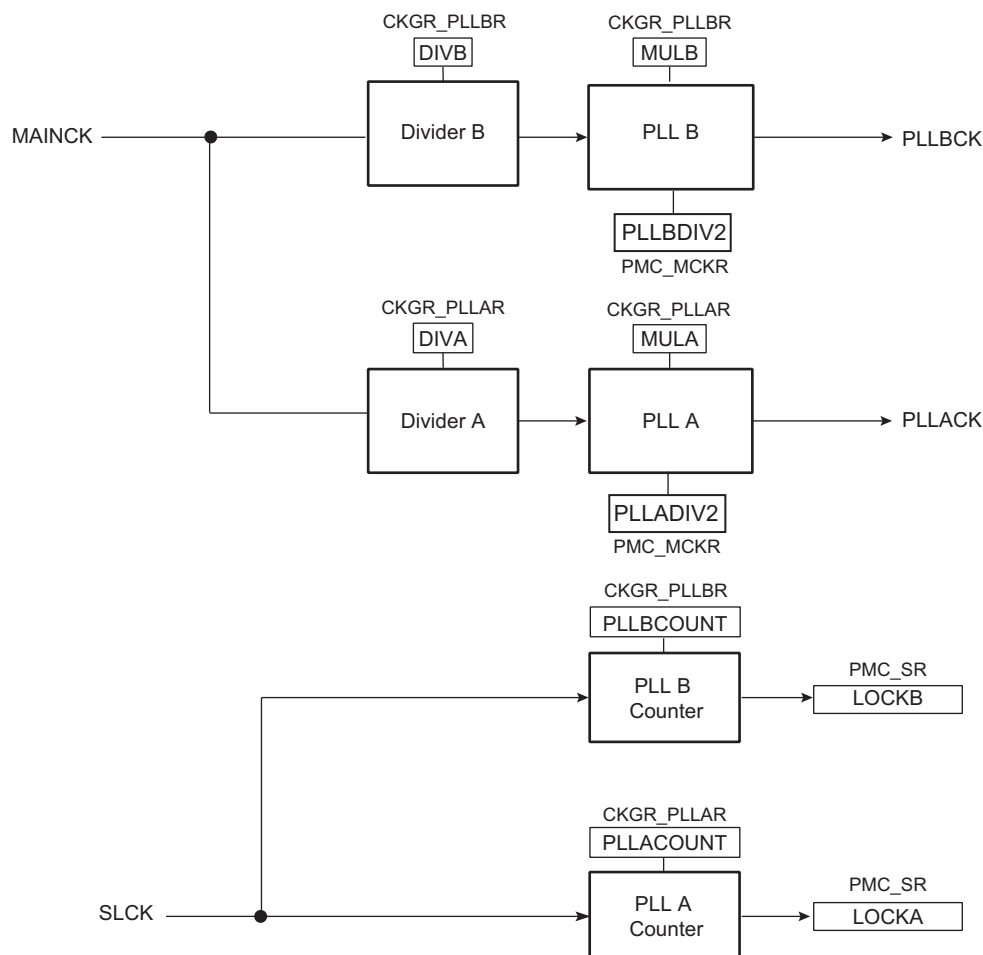 CKGR_PLLBR
DIVB
CKGR_PLLBR
MULB
MAINCK
Divider B
PLL B
PLLBCK
PLLBDIV2
PMC_MCKR
CKGR_PLLAR
DIVA
CKGR_PLLAR
MULA
Divider A
PLL A
PLLACK
PLLADIV2
PMC_MCKR
CKGR_PLLBR
PLLBCOUNT
PLL B
Counter
PMC_SR
LOCKB
CKGR_PLLAR
PLLACOUNT
SLCK
PLL A
Counter
PMC_SR
LOCKA